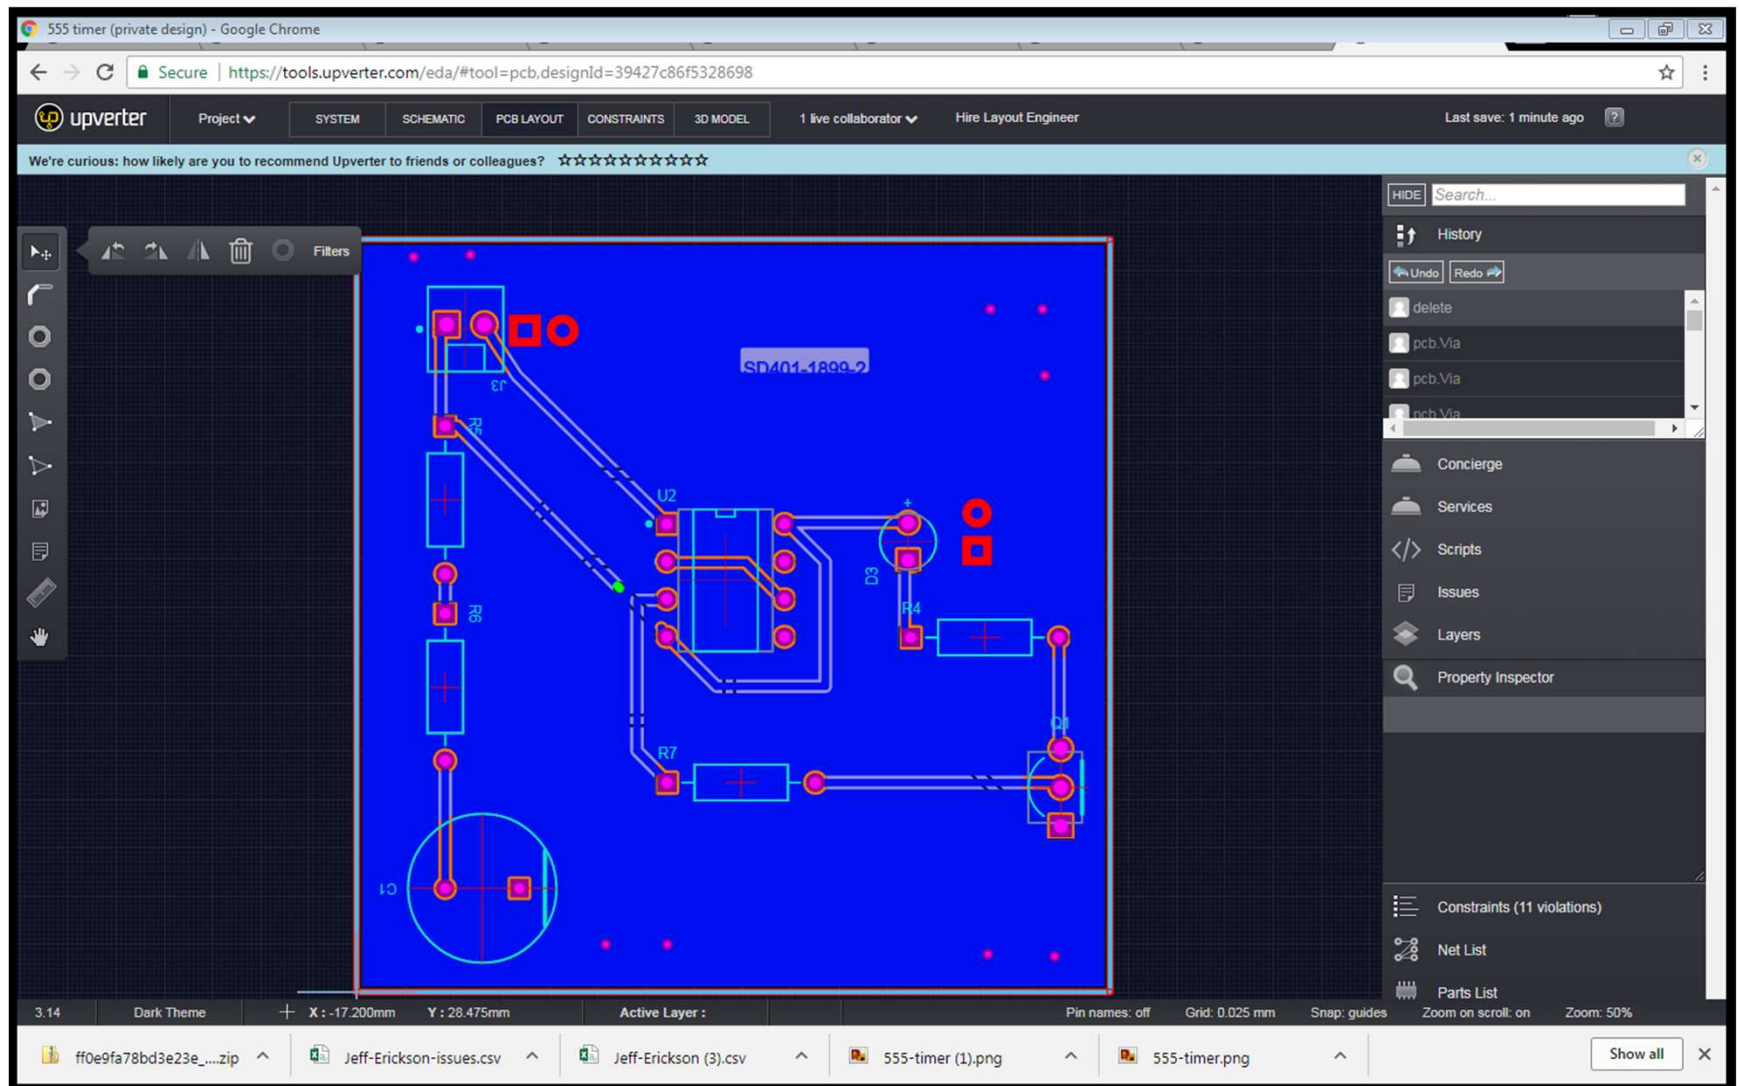 555 timer (private design) - Google Chrome
Secure | https://tools.upverter.com/eda/#tool=pcb,designId=39427c86f5328698
upverter Project SYSTEM SCHEMATIC PCB LAYOUT CONSTRAINTS 3D MODEL 1 live collaborator Hire Layout Engineer Last save: 1 minute ago ?
We're curious: how likely are you to recommend Upverter to friends or colleagues? ☆☆☆☆☆☆☆☆☆☆
HIDE Search...
History
Filters
Undo Redo
delete
pcb.Via
pcb.Via
pcb.Via
SD401-1899-2
J3
R5
Concierge
U2
Services
+
Scripts
D3
Issues
R6
R4
Layers
Property Inspector
Q1
R7
C1
Constraints (11 violations)
Net List
Parts List
3.14 Dark Theme X : -17.200mm Y : 28.475mm Active Layer : Pin names: off Grid: 0.025 mm Snap: guides Zoom on scroll: on Zoom: 50%
ff0e9fa78bd3e23e_....zip Jeff-Erickson-issues.csv Jeff-Erickson (3).csv 555-timer (1).png 555-timer.png Show all